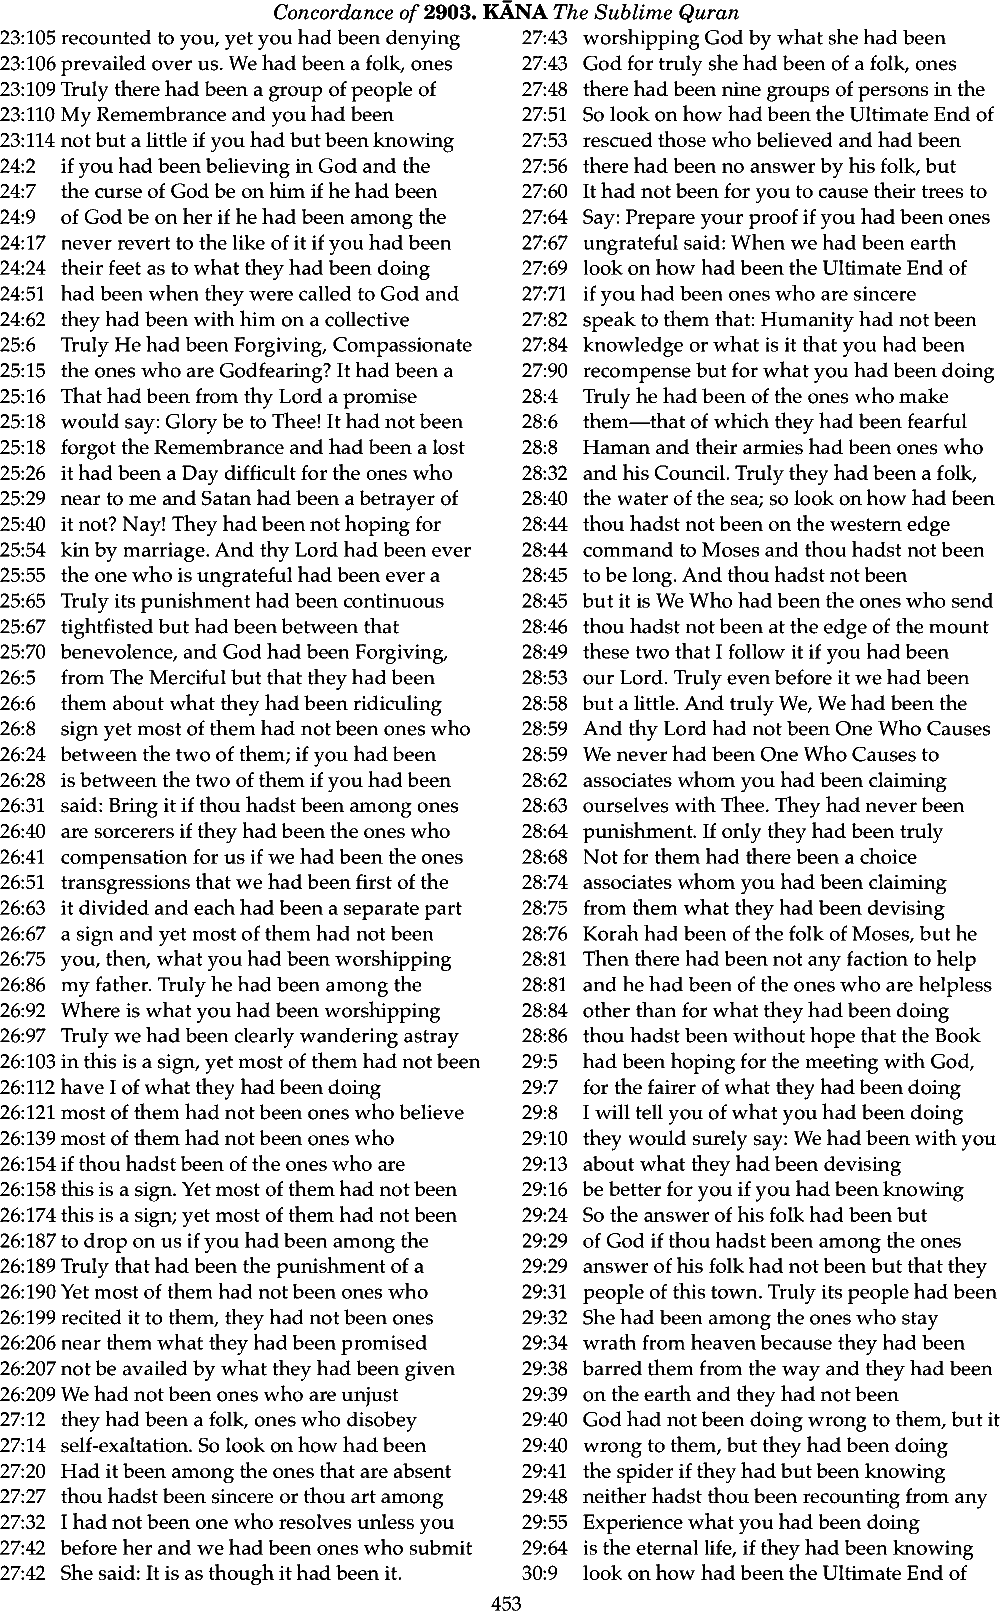 Concordance of 2903. KĀNA The Sublime Quran
23:105 recounted to you, yet you had been denying
23:106 prevailed over us. We had been a folk, ones
23:109 Truly there had been a group of people of
23:110 My Remembrance and you had been
23:114 not but a little if you had but been knowing
24:2 if you had been believing in God and the
24:7 the curse of God be on him if he had been
24:9 of God be on her if he had been among the
24:17 never revert to the like of it if you had been
24:24 their feet as to what they had been doing
24:51 had been when they were called to God and
24:62 they had been with him on a collective
25:6 Truly He had been Forgiving, Compassionate
25:15 the ones who are Godfearing? It had been a
25:16 That had been from thy Lord a promise
25:18 would say: Glory be to Thee! It had not been
25:18 forgot the Remembrance and had been a lost
25:26 it had been a Day difficult for the ones who
25:29 near to me and Satan had been a betrayer of
25:40 it not? Nay! They had been not hoping for
25:54 kin by marriage. And thy Lord had been ever
25:55 the one who is ungrateful had been ever a
25:65 Truly its punishment had been continuous
25:67 tightfisted but had been between that
25:70 benevolence, and God had been Forgiving,
26:5 from The Merciful but that they had been
26:6 them about what they had been ridiculing
26:8 sign yet most of them had not been ones who
26:24 between the two of them; if you had been
26:28 is between the two of them if you had been
26:31 said: Bring it if thou hadst been among ones
26:40 are sorcerers if they had been the ones who
26:41 compensation for us if we had been the ones
26:51 transgressions that we had been first of the
26:63 it divided and each had been a separate part
26:67 a sign and yet most of them had not been
26:75 you, then, what you had been worshipping
26:86 my father. Truly he had been among the
26:92 Where is what you had been worshipping
26:97 Truly we had been clearly wandering astray
26:103 in this is a sign, yet most of them had not been
26:112 have I of what they had been doing
26:121 most of them had not been ones who believe
26:139 most of them had not been ones who
26:154 if thou hadst been of the ones who are
26:158 this is a sign. Yet most of them had not been
26:174 this is a sign; yet most of them had not been
26:187 to drop on us if you had been among the
26:189 Truly that had been the punishment of a
26:190 Yet most of them had not been ones who
26:199 recited it to them, they had not been ones
26:206 near them what they had been promised
26:207 not be availed by what they had been given
26:209 We had not been ones who are unjust
27:12 they had been a folk, ones who disobey
27:14 self-exaltation. So look on how had been
27:20 Had it been among the ones that are absent
27:27 thou hadst been sincere or thou art among
27:32 I had not been one who resolves unless you
27:42 before her and we had been ones who submit
27:42 She said: It is as though it had been it.
27:43 worshipping God by what she had been
27:43 God for truly she had been of a folk, ones
27:48 there had been nine groups of persons in the
27:51 So look on how had been the Ultimate End of
27:53 rescued those who believed and had been
27:56 there had been no answer by his folk, but
27:60 It had not been for you to cause their trees to
27:64 Say: Prepare your proof if you had been ones
27:67 ungrateful said: When we had been earth
27:69 look on how had been the Ultimate End of
27:71 if you had been ones who are sincere
27:82 speak to them that: Humanity had not been
27:84 knowledge or what is it that you had been
27:90 recompense but for what you had been doing
28:4 Truly he had been of the ones who make
28:6 them—that of which they had been fearful
28:8 Haman and their armies had been ones who
28:32 and his Council. Truly they had been a folk,
28:40 the water of the sea; so look on how had been
28:44 thou hadst not been on the western edge
28:44 command to Moses and thou hadst not been
28:45 to be long. And thou hadst not been
28:45 but it is We Who had been the ones who send
28:46 thou hadst not been at the edge of the mount
28:49 these two that I follow it if you had been
28:53 our Lord. Truly even before it we had been
28:58 but a little. And truly We, We had been the
28:59 And thy Lord had not been One Who Causes
28:59 We never had been One Who Causes to
28:62 associates whom you had been claiming
28:63 ourselves with Thee. They had never been
28:64 punishment. If only they had been truly
28:68 Not for them had there been a choice
28:74 associates whom you had been claiming
28:75 from them what they had been devising
28:76 Korah had been of the folk of Moses, but he
28:81 Then there had been not any faction to help
28:81 and he had been of the ones who are helpless
28:84 other than for what they had been doing
28:86 thou hadst been without hope that the Book
29:5 had been hoping for the meeting with God,
29:7 for the fairer of what they had been doing
29:8 I will tell you of what you had been doing
29:10 they would surely say: We had been with you
29:13 about what they had been devising
29:16 be better for you if you had been knowing
29:24 So the answer of his folk had been but
29:29 of God if thou hadst been among the ones
29:29 answer of his folk had not been but that they
29:31 people of this town. Truly its people had been
29:32 She had been among the ones who stay
29:34 wrath from heaven because they had been
29:38 barred them from the way and they had been
29:39 on the earth and they had not been
29:40 God had not been doing wrong to them, but it
29:40 wrong to them, but they had been doing
29:41 the spider if they had but been knowing
29:48 neither hadst thou been recounting from any
29:55 Experience what you had been doing
29:64 is the eternal life, if they had been knowing
30:9 look on how had been the Ultimate End of
453